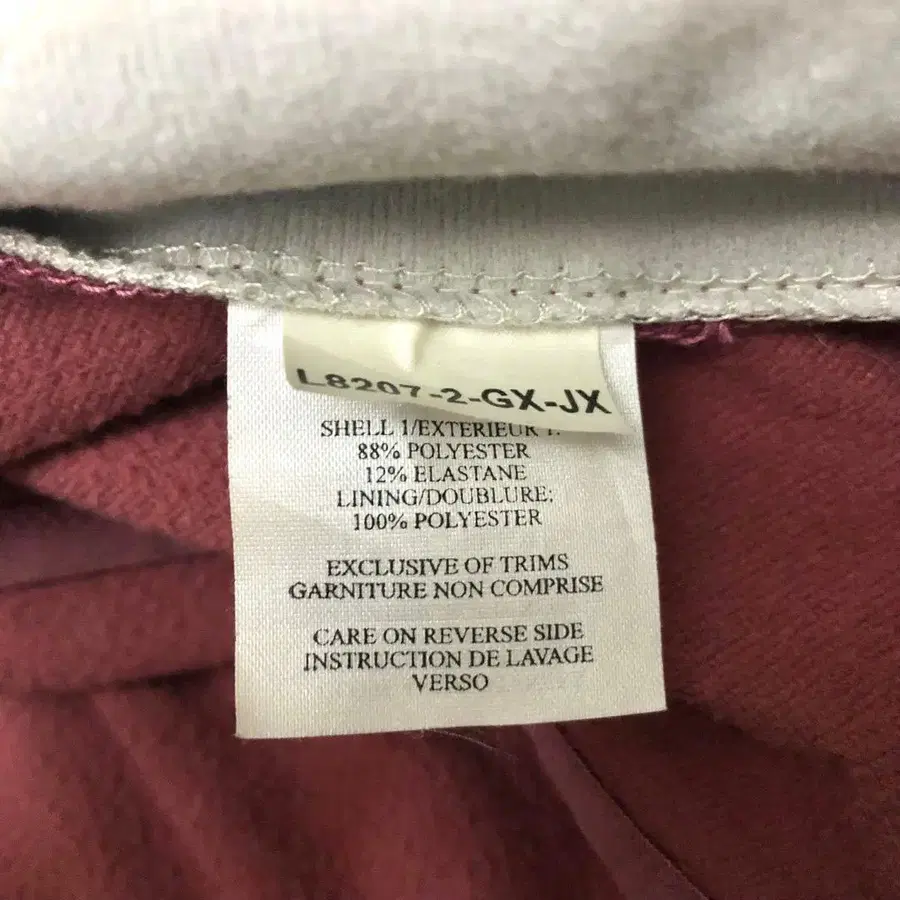 L8207-2-GX-JX
SHELL 1/EXTERIEUR 1:
88% POLYESTER
12% ELASTANE
LINING/DOUBLURE:
100% POLYESTER
EXCLUSIVE OF TRIMS
GARNITURE NON COMPRISE
CARE ON REVERSE SIDE
INSTRUCTION DE LAVAGE
VERSO